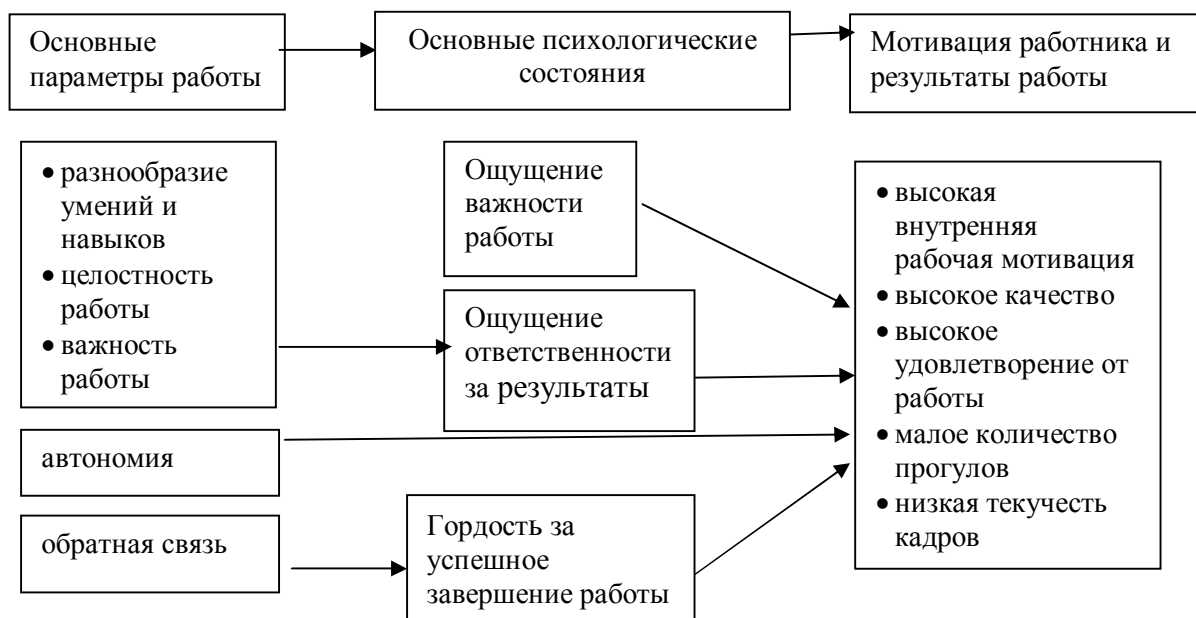 Основные
параметры работы
Основные психологические
состояния
Мотивация работника и
результаты работы
• разнообразие
умений и
навыков
• целостность
работы
• важность
работы
Ощущение
важности
работы
Ощущение
ответственности
за результаты
• высокая
внутренняя
рабочая мотивация
• высокое качество
• высокое
удовлетворение от
работы
• малое количество
прогулов
• низкая текучесть
кадров
автономия
обратная связь
Гордость за
успешное
завершение работы